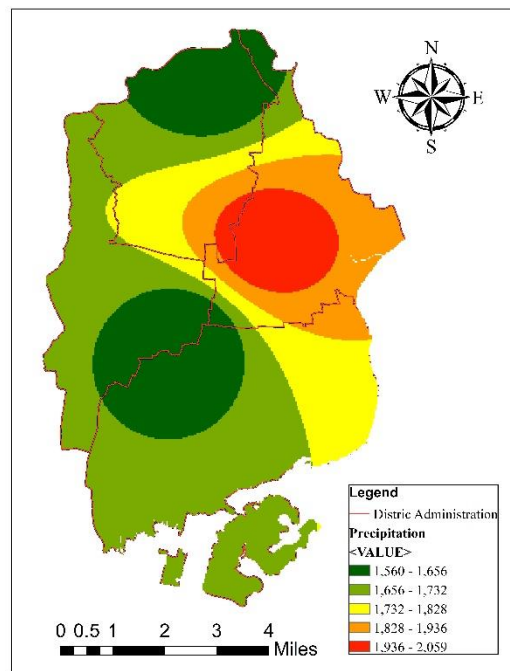 N
W E
S
Legend
Distric Administration
Precipitation
<VALUE>
1,560 - 1,656
1,656 - 1,732
1,732 - 1,828
1,828 - 1,936
1,936 - 2,059
0 0.5 1 2 3 4
Miles